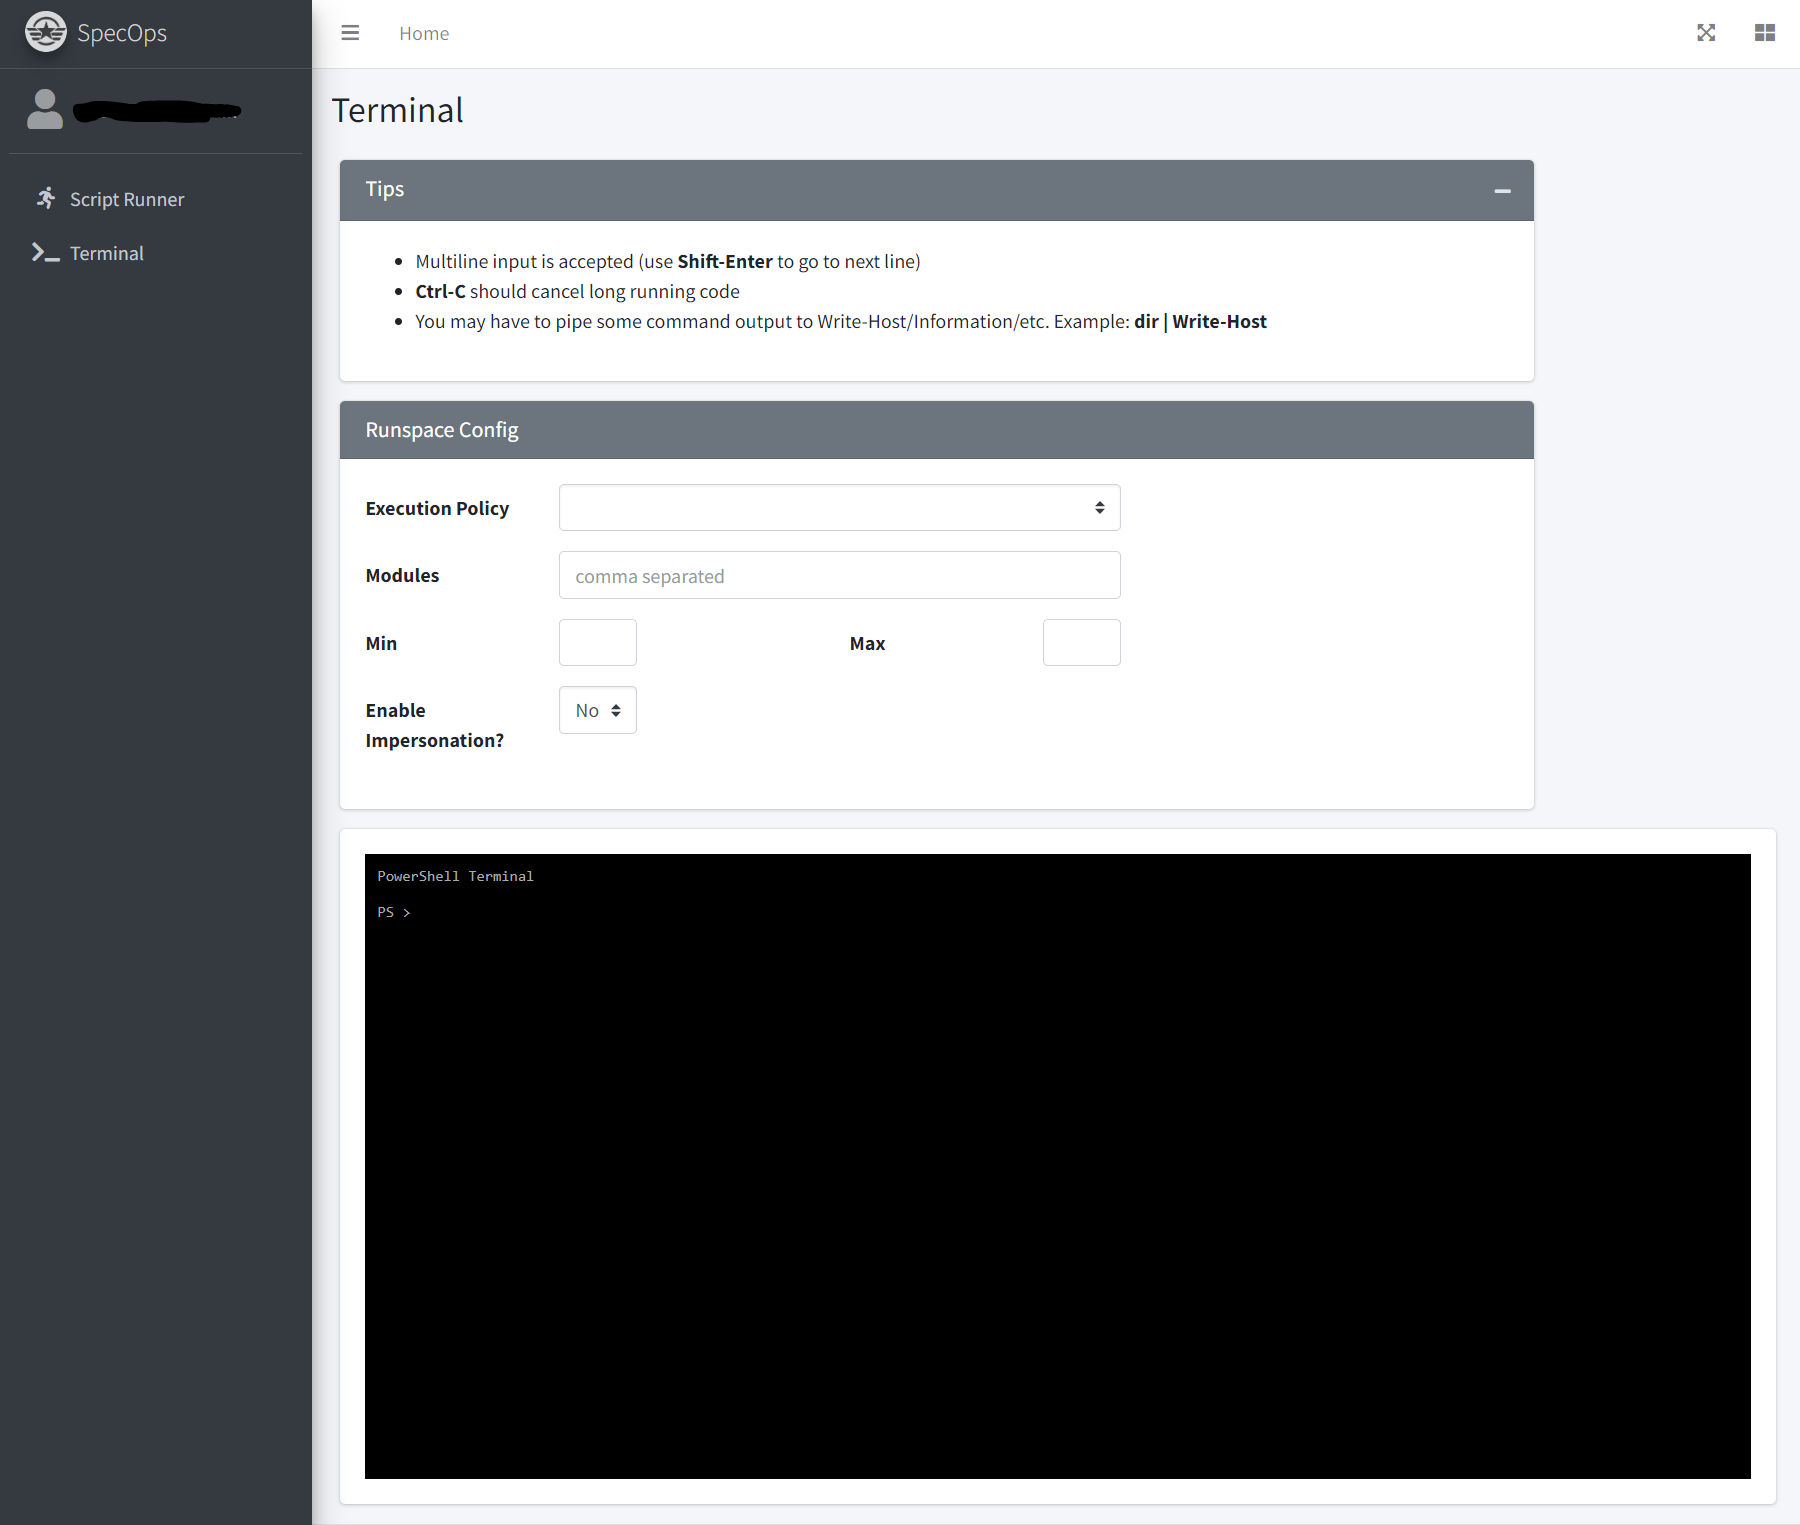 SpecOps
Home
Script Runner
Terminal
Terminal
Tips
Multiline input is accepted (use Shift-Enter to go to next line)
Ctrl-C should cancel long running code
You may have to pipe some command output to Write-Host/Information/etc. Example: dir | Write-Host
Runspace Config
Execution Policy
Modules
comma separated
Min
Max
Enable
Impersonation?
No
PowerShell Terminal
PS >